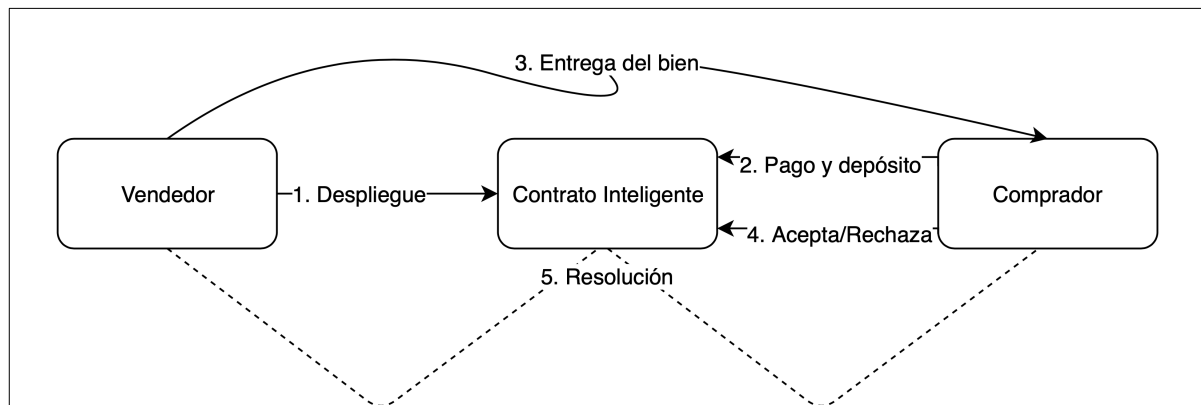 3. Entrega del bien
Vendedor
1. Despliegue
Contrato Inteligente
2. Pago y depósito
Comprador
4. Acepta/Rechaza
5. Resolución